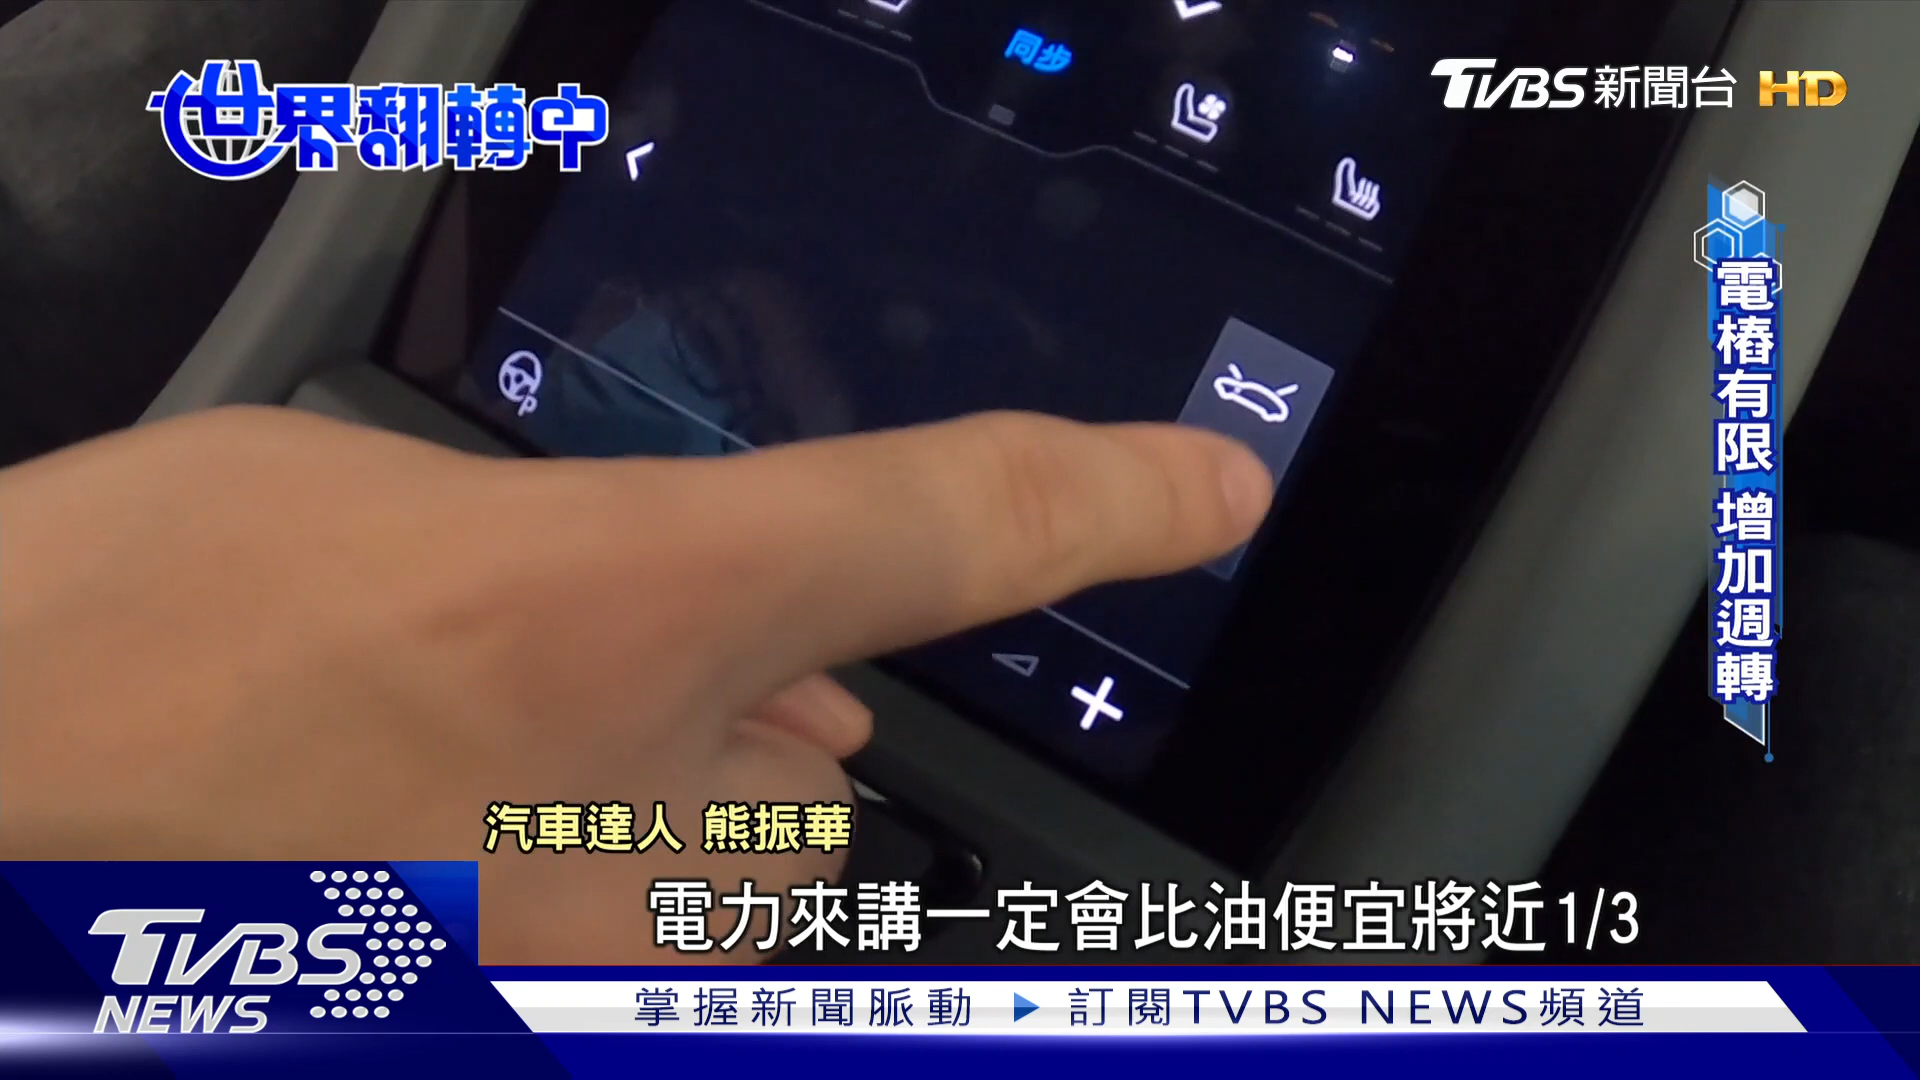 同步
世界翻轉中
TVBS新聞台 HD
電樁有限 增加週轉
P
汽車達人 熊振華
電力來講一定會比油便宜將近1/3
TVBS
NEWS
掌握新聞脈動 ▶ 訂閱TVBS NEWS頻道